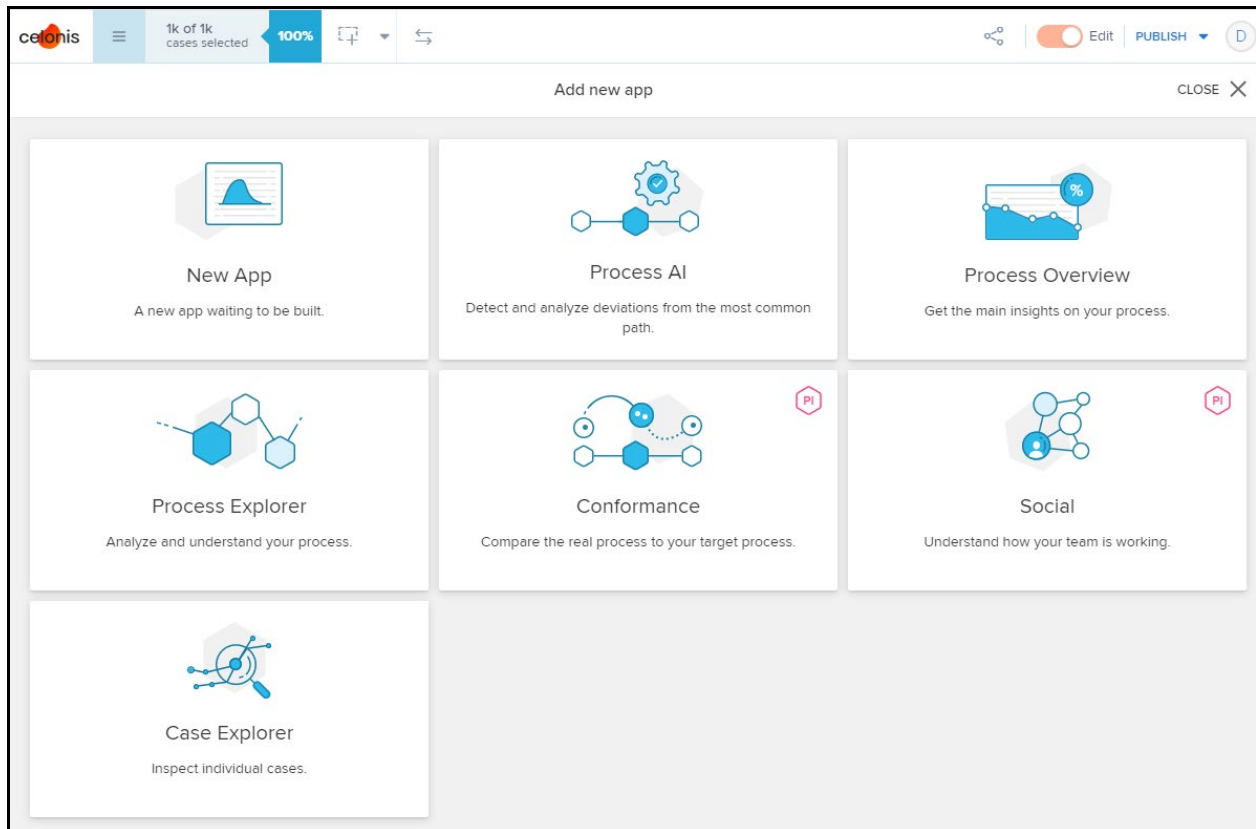 celonis
1k of 1k
cases selected
100%
Edit
PUBLISH
D
Add new app
CLOSE
New App
A new app waiting to be built.
Process AI
Detect and analyze deviations from the most common
path.
%
Process Overview
Get the main insights on your process.
Process Explorer
Analyze and understand your process.
PI
Conformance
Compare the real process to your target process.
PI
Social
Understand how your team is working.
Case Explorer
Inspect individual cases.